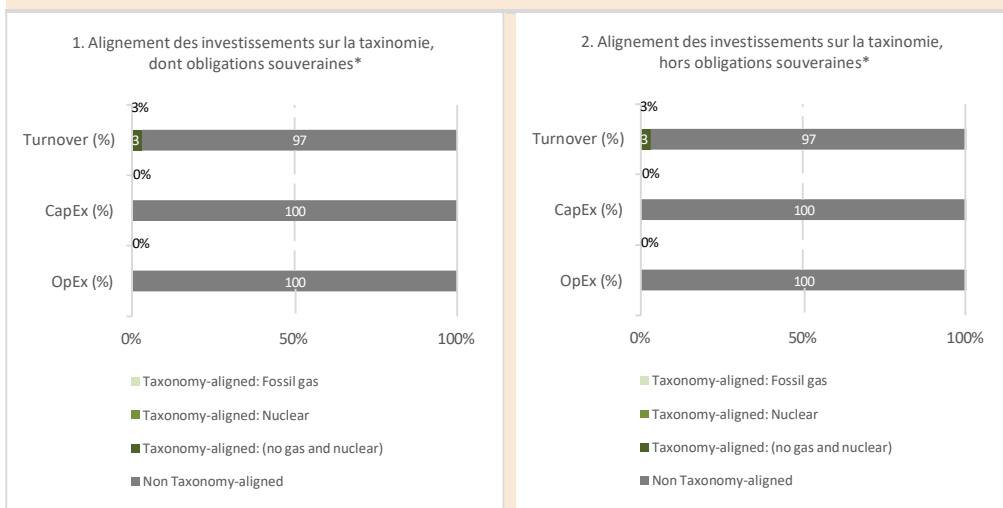 1. Alignement des investissements sur la taxinomie,
dont obligations souveraines*
3%
Turnover (%)
3
97
0%
CapEx (%)
100
0%
OpEx (%)
100
0%
50%
100%
Taxonomy-aligned: Fossil gas
Taxonomy-aligned: Nuclear
Taxonomy-aligned: (no gas and nuclear)
Non Taxonomy-aligned
2. Alignement des investissements sur la taxinomie,
hors obligations souveraines*
3%
Turnover (%)
3
97
0%
CapEx (%)
100
0%
OpEx (%)
100
0%
50%
100%
Taxonomy-aligned: Fossil gas
Taxonomy-aligned: Nuclear
Taxonomy-aligned: (no gas and nuclear)
Non Taxonomy-aligned